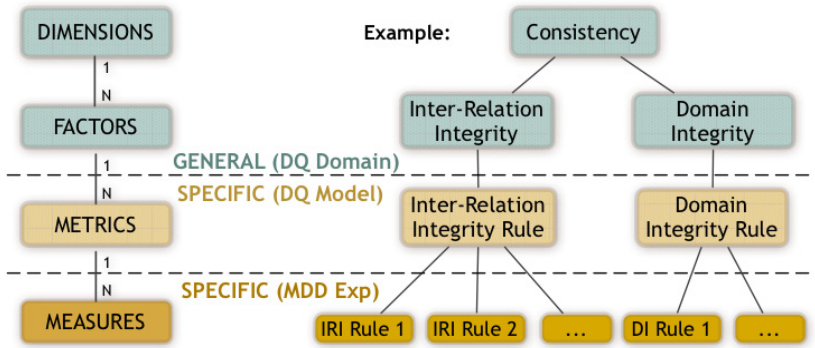 DIMENSIONS
Example:
Consistency
1
N
FACTORS
Inter-Relation
Integrity
Domain
Integrity
GENERAL (DQ Domain)
1
SPECIFIC (DQ Model)
N
METRICS
Inter-Relation
Integrity Rule
Domain
Integrity Rule
1
SPECIFIC (MDD Exp)
N
MEASURES
IRI Rule 1
IRI Rule 2
...
DI Rule 1
...